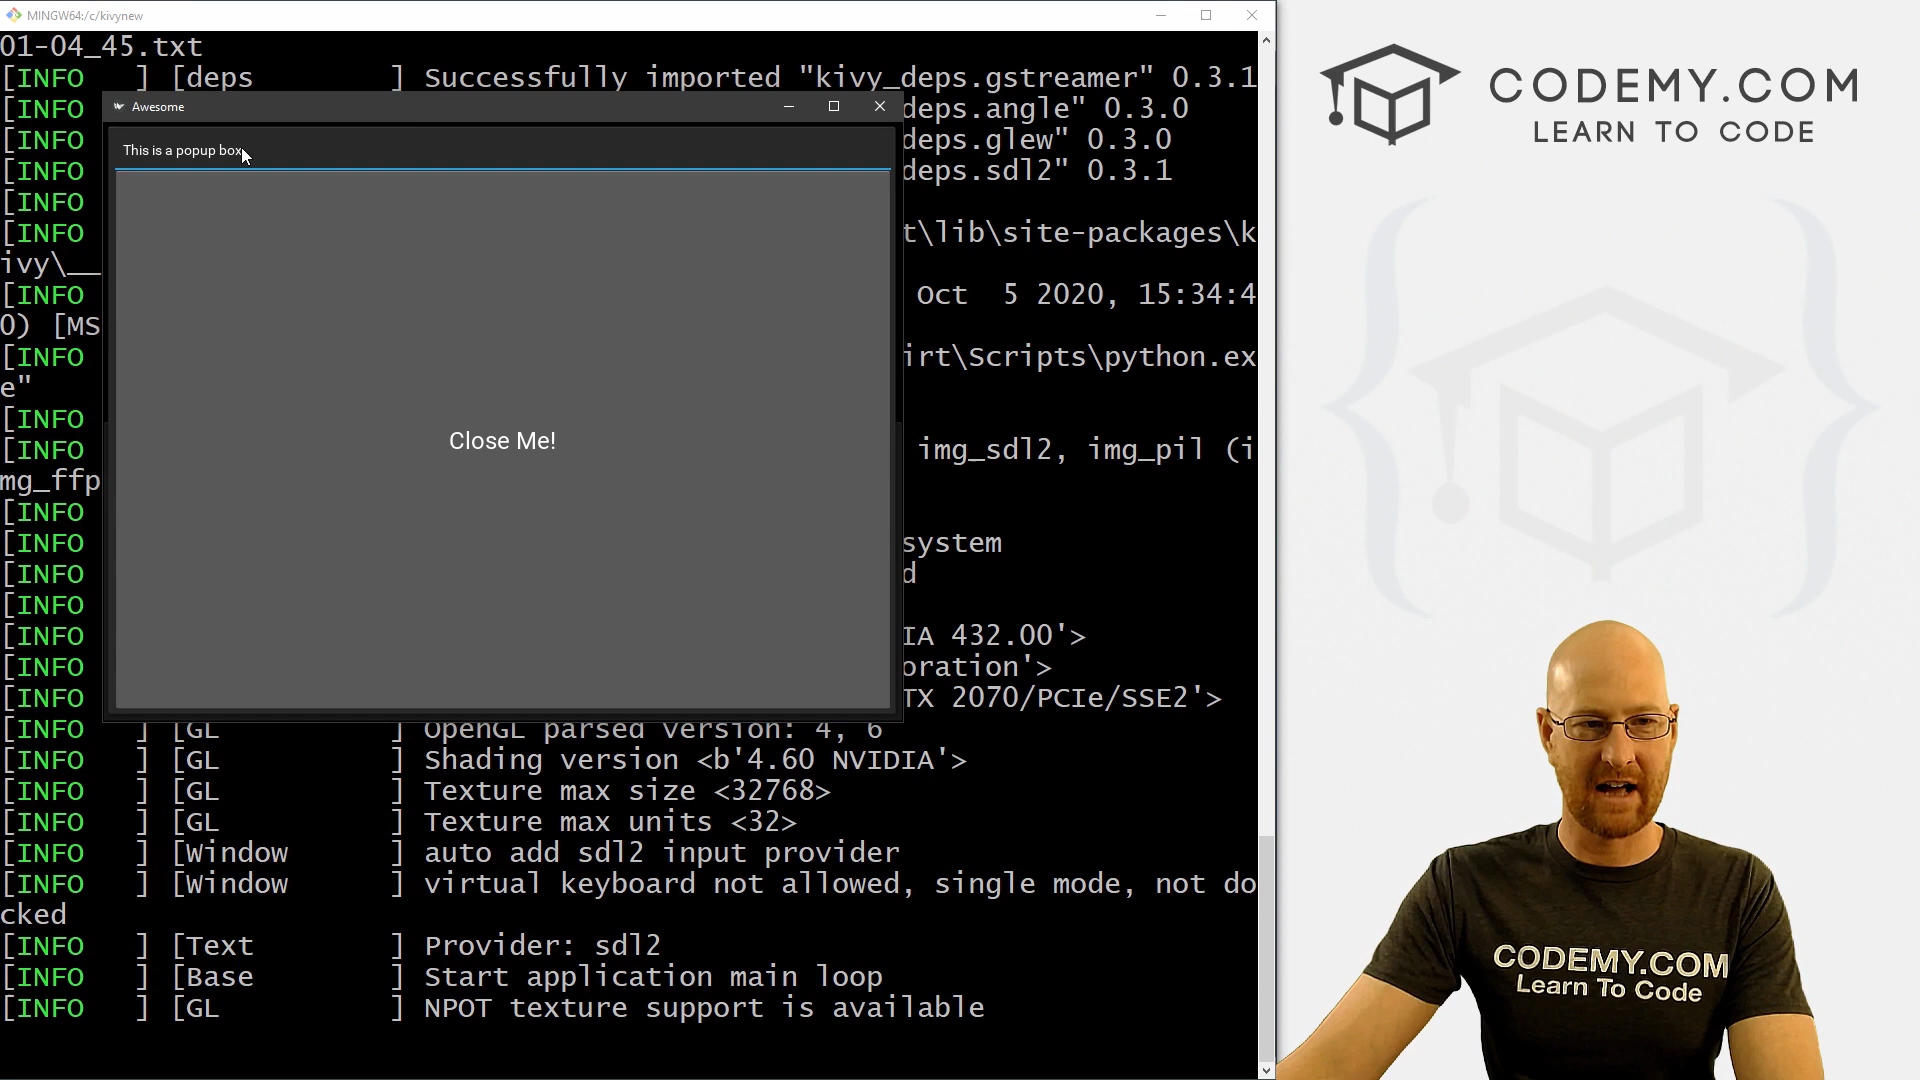 MINGW64:/c/kivynew
01-04_45.txt
[INFO   ] [deps        ] Successfully imported "kivy_deps.gstreamer" 0.3.1
[INFO deps.angle" 0.3.0
[INFO deps.glew" 0.3.0
[INFO deps.sdl2" 0.3.1
[INFO
[INFO t\lib\site-packages\k
ivy\__
[INFO Oct  5 2020, 15:34:4
0) [MS
[INFO irt\Scripts\python.ex
e"
[INFO
[INFO img_sdl2, img_pil (i
mg_ffp
[INFO
[INFO system
[INFO d
[INFO
[INFO IA 432.00'>
[INFO oration'>
[INFO TX 2070/PCIe/SSE2'>
[INFO   ] [GL          ] OpenGL parsed version: 4, 6
[INFO   ] [GL          ] Shading version <b'4.60 NVIDIA'>
[INFO   ] [GL          ] Texture max size <32768>
[INFO   ] [GL          ] Texture max units <32>
[INFO   ] [Window      ] auto add sdl2 input provider
[INFO   ] [Window      ] virtual keyboard not allowed, single mode, not do
cked
[INFO   ] [Text        ] Provider: sdl2
[INFO   ] [Base        ] Start application main loop
[INFO   ] [GL          ] NPOT texture support is available
Awesome
This is a popup box
Close Me!
CODEMY.COM
LEARN TO CODE
CODEMY.COM
Learn To Code